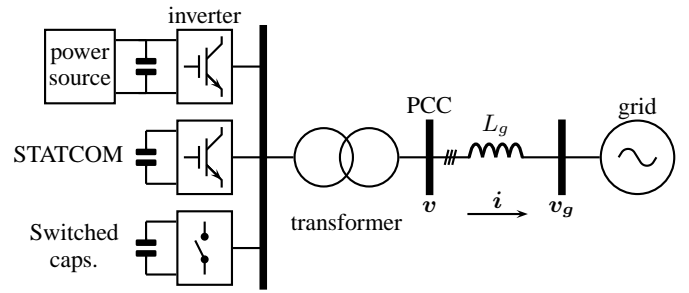 inverter
power
source
STATCOM
Switched
caps.
transformer
PCC
v
L_g
i
v_g
grid